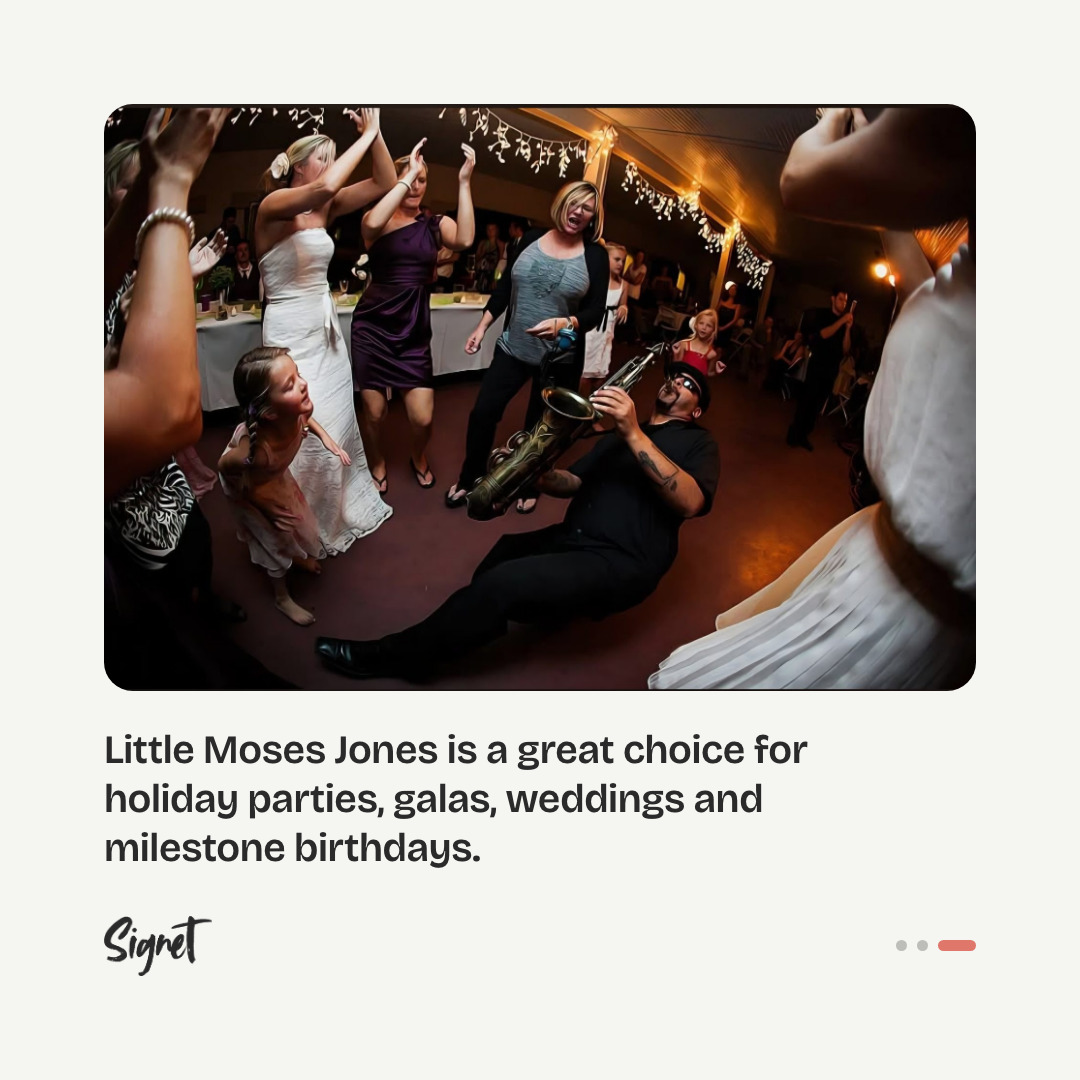 Little Moses Jones is a great choice for
holiday parties, galas, weddings and
milestone birthdays.
Signet